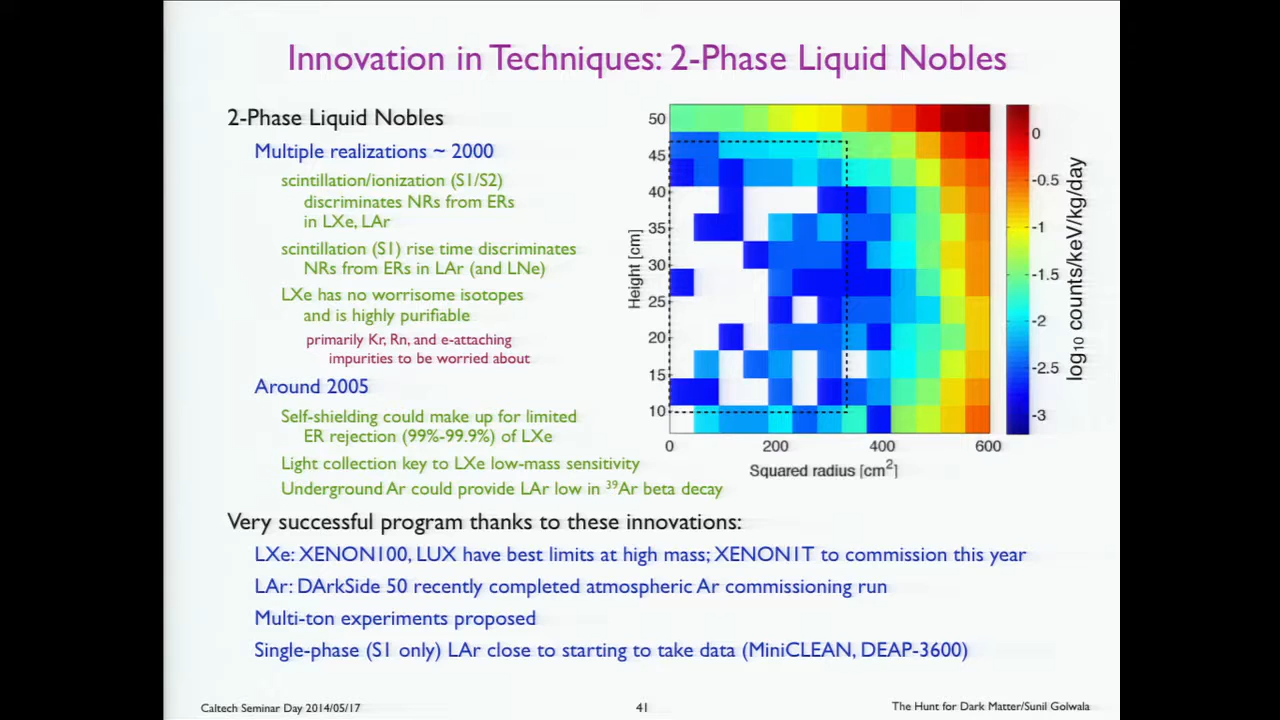 Innovation in Techniques: 2-Phase Liquid Nobles
2-Phase Liquid Nobles
Multiple realizations ~ 2000
scintillation/ionization (S1/S2)
discriminates NRs from ERs
in LXe, LAr
scintillation (S1) rise time discriminates
NRs from ERs in LAr (and LNe)
LXe has no worrisome isotopes
and is highly purifiable
primarily Kr, Rn, and e-attaching
impurities to be worried about
Around 2005
Self-shielding could make up for limited
ER rejection (99%-99.9%) of LXe
Light collection key to LXe low-mass sensitivity
Underground Ar could provide LAr low in ³⁹Ar beta decay
50
45
40
35
30
25
20
15
10
Height [cm]
0 200 400 600
Squared radius [cm²]
0
-0.5
-1
-1.5
-2
-2.5
-3
log₁₀ counts/keV/kg/day
Very successful program thanks to these innovations:
LXe: XENON100, LUX have best limits at high mass; XENON1T to commission this year
LAr: DArkSide 50 recently completed atmospheric Ar commissioning run
Multi-ton experiments proposed
Single-phase (S1 only) LAr close to starting to take data (MiniCLEAN, DEAP-3600)
Caltech Seminar Day 2014/05/17
41
The Hunt for Dark Matter/Sunil Golwala